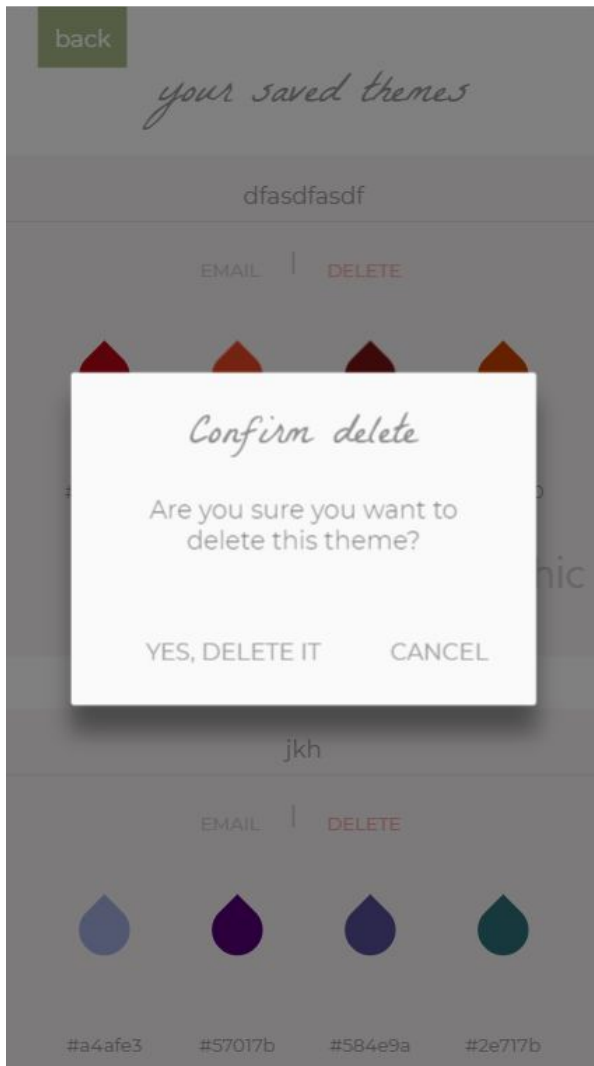 back
your saved themes
dfasdfasdf
EMAIL | DELETE
Confirm delete
Are you sure you want to
delete this theme?
YES, DELETE IT CANCEL
jkh
EMAIL | DELETE
#a4afe3 #57017b #584e9a #2e717b